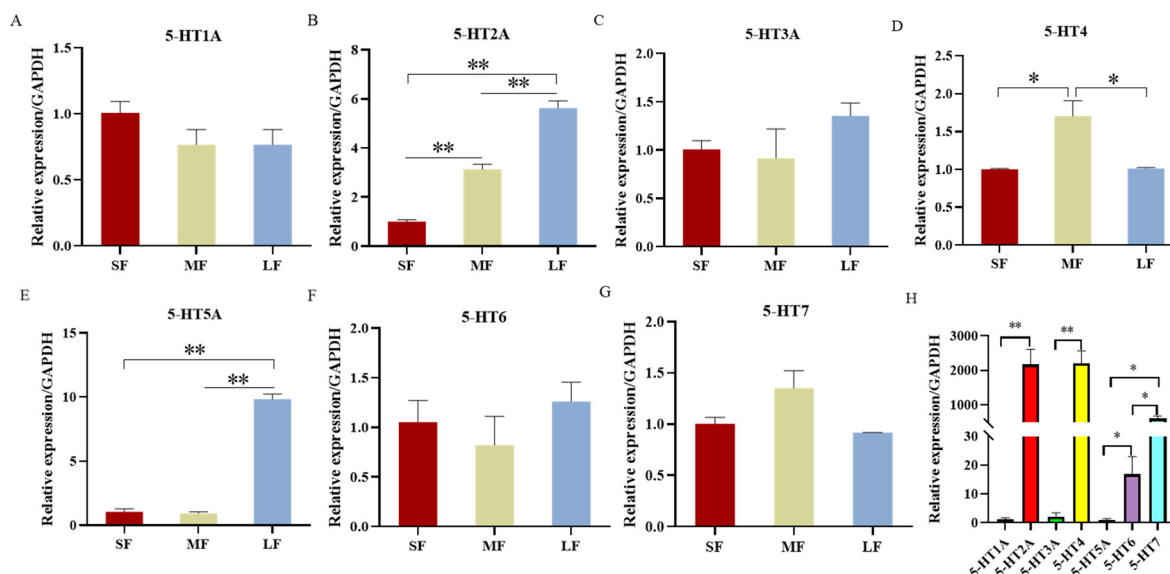 A
5-HT1A
Relative expression/GAPDH
1.5
1.0
0.5
0.0
SF MF LF
B
5-HT2A
Relative expression/GAPDH
8
6
4
2
0
** ** **
SF MF LF
C
5-HT3A
Relative expression/GAPDH
2.0
1.5
1.0
0.5
0.0
SF MF LF
D
5-HT4
Relative expression/GAPDH
2.5
2.0
1.5
1.0
0.5
0.0
* *
SF MF LF
E
5-HT5A
Relative expression/GAPDH
15
10
5
0
** **
SF MF LF
F
5-HT6
Relative expression/GAPDH
2.0
1.5
1.0
0.5
0.0
SF MF LF
G
5-HT7
Relative expression/GAPDH
2.0
1.5
1.0
0.5
0.0
SF MF LF
H
Relative expression/GAPDH
3000
2000
1000
30
20
10
0
** ** * * *
5-HT1A 5-HT2A 5-HT3A 5-HT4 5-HT5A 5-HT6 5-HT7